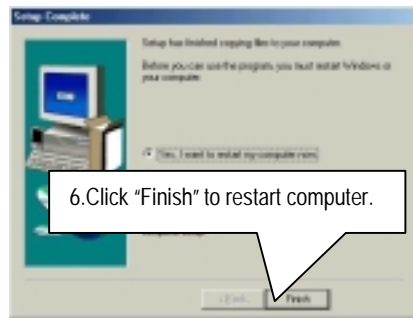 Setup Complete
Setup has finished copying files to your computer.
Before you can use the program, you must restart Windows or
your computer.
Yes, I want to restart my computer now.
6.Click “Finish” to restart computer.
Setup.
< Back
Finish